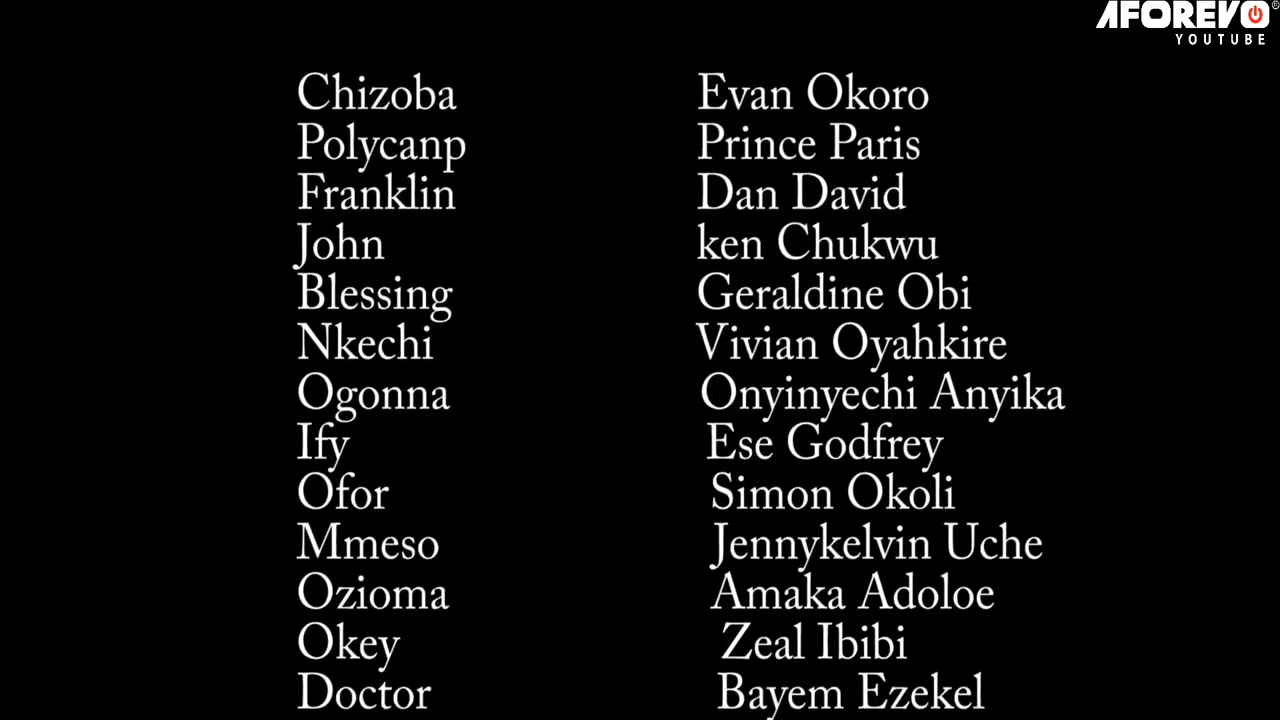 AFOREVO®
YOUTUBE
Chizoba Evan Okoro
Polycanp Prince Paris
Franklin Dan David
John ken Chukwu
Blessing Geraldine Obi
Nkechi Vivian Oyahkire
Ogonna Onyinyechi Anyika
Ify Ese Godfrey
Ofor Simon Okoli
Mmeso Jennykelvin Uche
Ozioma Amaka Adoloe
Okey Zeal Ibibi
Doctor Bayem Ezekel